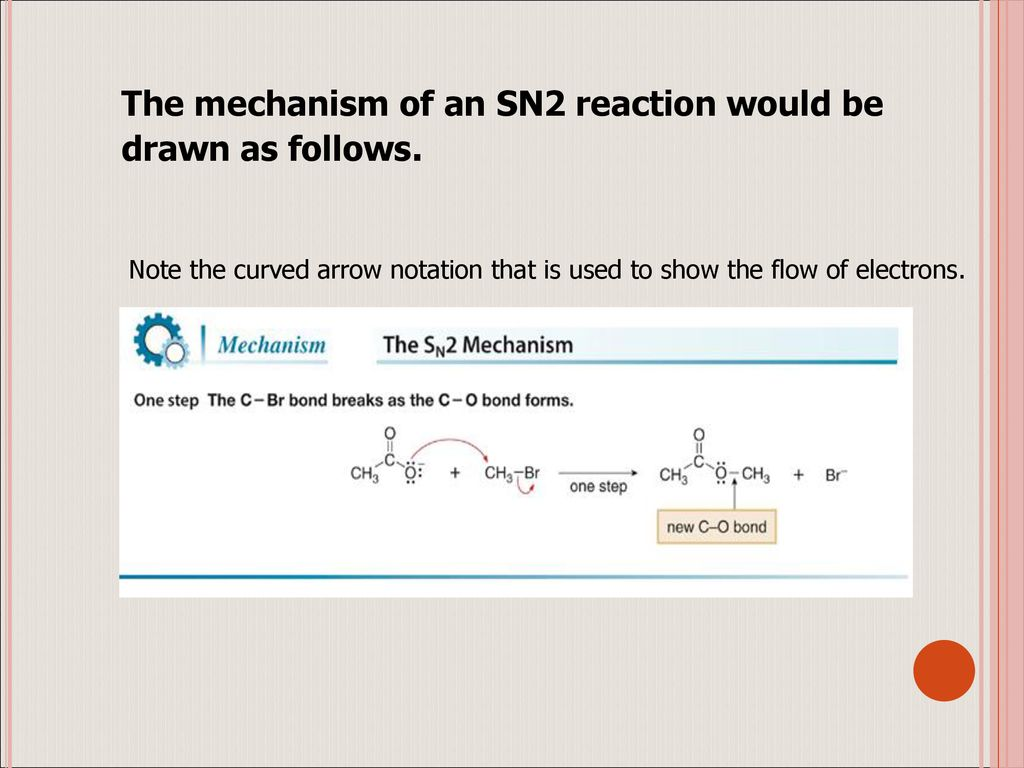 The mechanism of an SN2 reaction would be
drawn as follows.
Note the curved arrow notation that is used to show the flow of electrons.
Mechanism The SN2 Mechanism
One step The C–Br bond breaks as the C–O bond forms.
O O
CH3 C O:– + CH3–Br one step CH3 C O–CH3 + Br–
new C–O bond